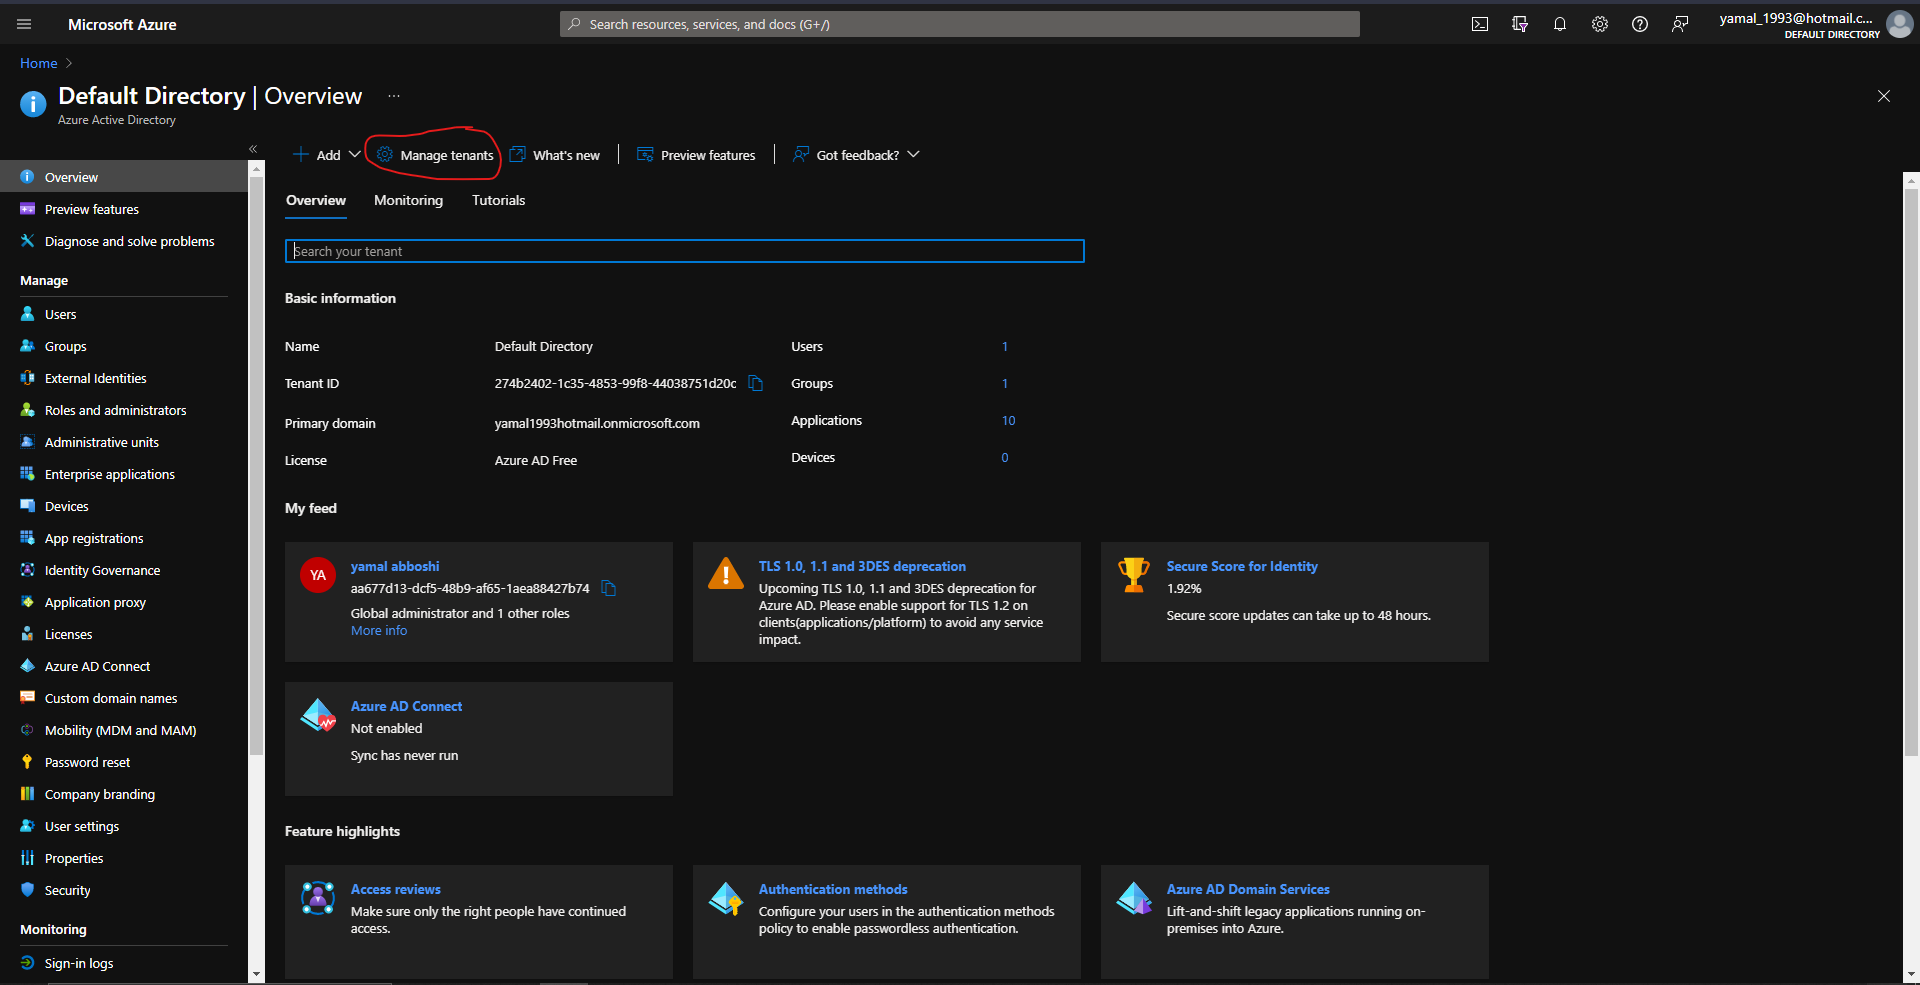 Microsoft Azure
Search resources, services, and docs (G+/)
yamal_1993@hotmail.c...
DEFAULT DIRECTORY
Home
Default Directory | Overview ...
Azure Active Directory
Add
Manage tenants
What's new
Preview features
Got feedback?
Overview
Preview features
Diagnose and solve problems
Manage
Users
Groups
External Identities
Roles and administrators
Administrative units
Enterprise applications
Devices
App registrations
Identity Governance
Application proxy
Licenses
Azure AD Connect
Custom domain names
Mobility (MDM and MAM)
Password reset
Company branding
User settings
Properties
Security
Monitoring
Sign-in logs
Overview Monitoring Tutorials
Search your tenant
Basic information
Name Default Directory
Tenant ID 274b2402-1c35-4853-99f8-44038751d20c
Primary domain yamal1993hotmail.onmicrosoft.com
License Azure AD Free
Users 1
Groups 1
Applications 10
Devices 0
My feed
YA
yamal abboshi
aa677d13-dcf5-48b9-af65-1aea88427b74
Global administrator and 1 other roles
More info
TLS 1.0, 1.1 and 3DES deprecation
Upcoming TLS 1.0, 1.1 and 3DES deprecation for
Azure AD. Please enable support for TLS 1.2 on
clients(applications/platform) to avoid any service
impact.
Secure Score for Identity
1.92%
Secure score updates can take up to 48 hours.
Azure AD Connect
Not enabled
Sync has never run
Feature highlights
Access reviews
Make sure only the right people have continued
access.
Authentication methods
Configure your users in the authentication methods
policy to enable passwordless authentication.
Azure AD Domain Services
Lift-and-shift legacy applications running on-
premises into Azure.